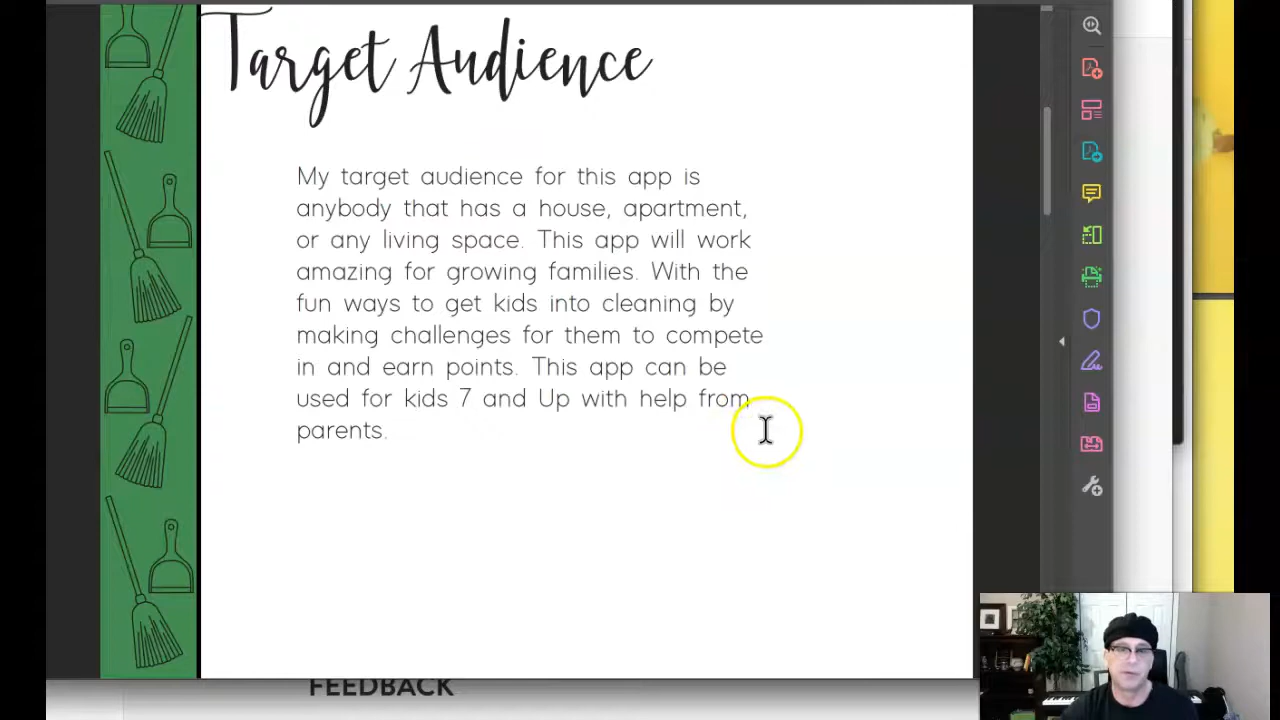 Target Audience
My target audience for this app is
anybody that has a house, apartment,
or any living space. This app will work
amazing for growing families. With the
fun ways to get kids into cleaning by
making challenges for them to compete
in and earn points. This app can be
used for kids 7 and Up with help from
parents.
FEEDBACK